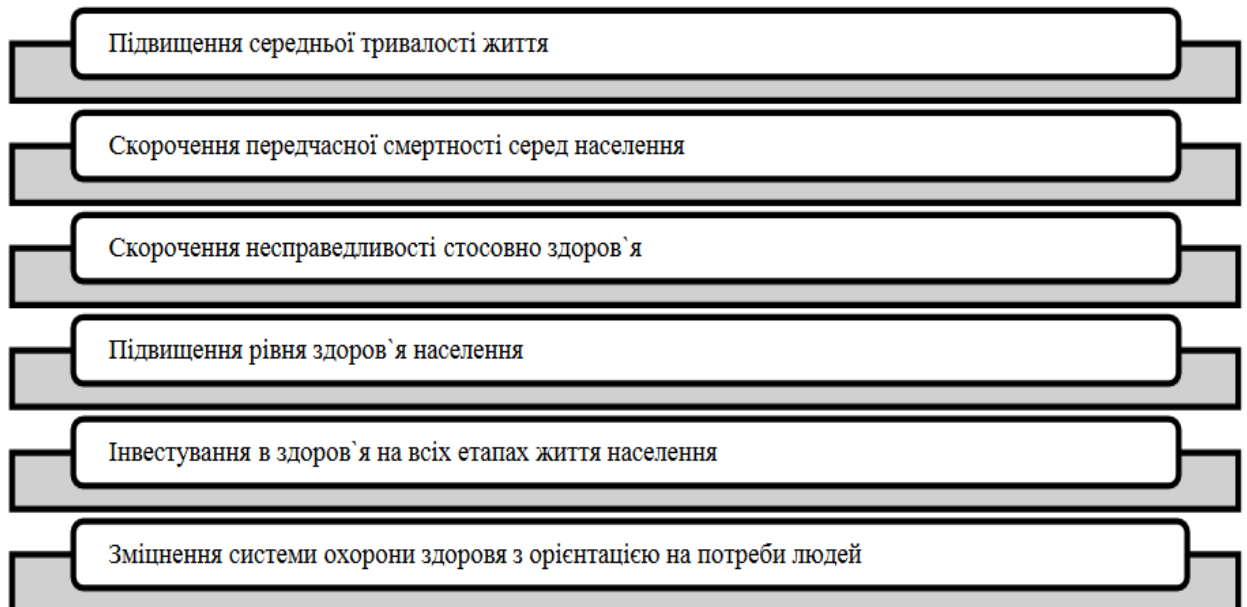 Підвищення середньої тривалості життя
Скорочення передчасної смертності серед населення
Скорочення несправедливості стосовно здоров`я
Підвищення рівня здоров`я населення
Інвестування в здоров`я на всіх етапах життя населення
Зміцнення системи охорони здоровя з орієнтацією на потреби людей